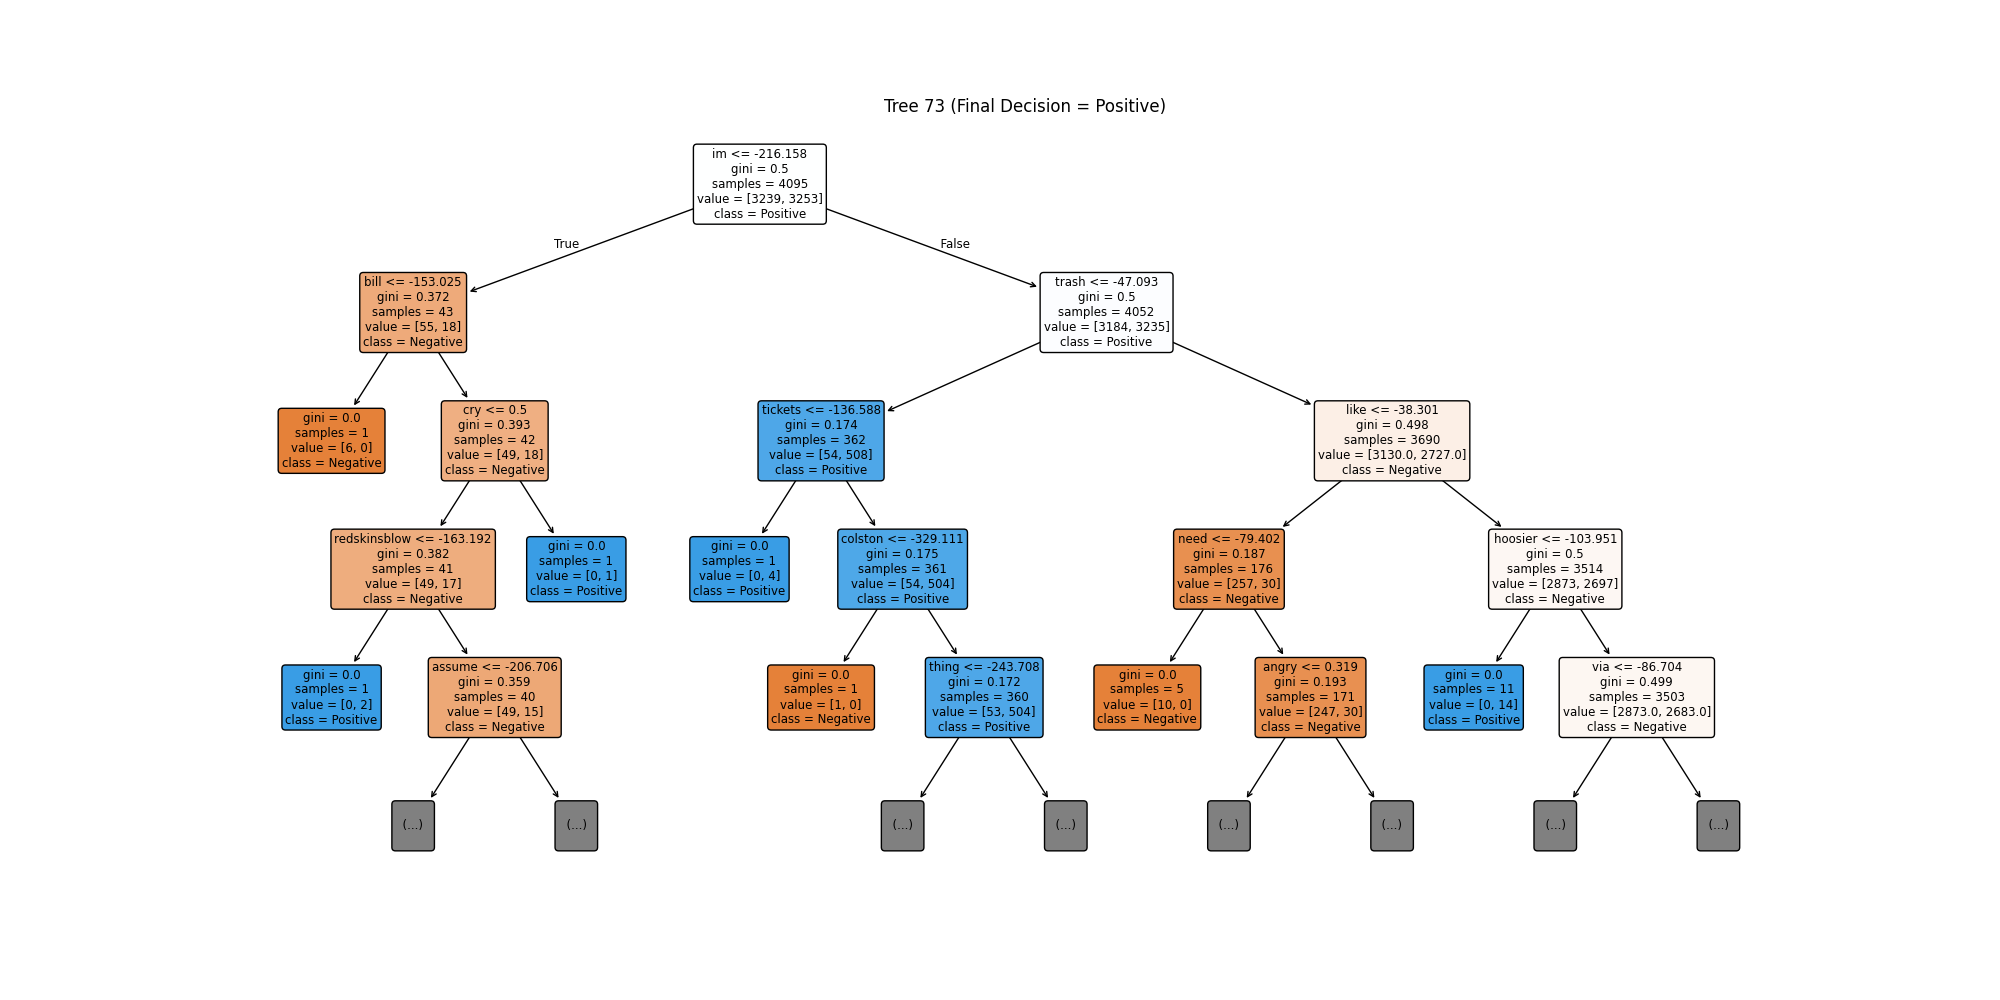 Tree 73 (Final Decision = Positive)
im <= -216.158
gini = 0.5
samples = 4095
value = [3239, 3253]
class = Positive
True
False
bill <= -153.025
gini = 0.372
samples = 43
value = [55, 18]
class = Negative
trash <= -47.093
gini = 0.5
samples = 4052
value = [3184, 3235]
class = Positive
gini = 0.0
samples = 1
value = [6, 0]
class = Negative
cry <= 0.5
gini = 0.393
samples = 42
value = [49, 18]
class = Negative
tickets <= -136.588
gini = 0.174
samples = 362
value = [54, 508]
class = Positive
like <= -38.301
gini = 0.498
samples = 3690
value = [3130.0, 2727.0]
class = Negative
redskinsblow <= -163.192
gini = 0.382
samples = 41
value = [49, 17]
class = Negative
gini = 0.0
samples = 1
value = [0, 1]
class = Positive
gini = 0.0
samples = 1
value = [0, 4]
class = Positive
colston <= -329.111
gini = 0.175
samples = 361
value = [54, 504]
class = Positive
need <= -79.402
gini = 0.187
samples = 176
value = [257, 30]
class = Negative
hoosier <= -103.951
gini = 0.5
samples = 3514
value = [2873, 2697]
class = Negative
gini = 0.0
samples = 1
value = [0, 2]
class = Positive
assume <= -206.706
gini = 0.359
samples = 40
value = [49, 15]
class = Negative
gini = 0.0
samples = 1
value = [1, 0]
class = Negative
thing <= -243.708
gini = 0.172
samples = 360
value = [53, 504]
class = Positive
gini = 0.0
samples = 5
value = [10, 0]
class = Negative
angry <= 0.319
gini = 0.193
samples = 171
value = [247, 30]
class = Negative
gini = 0.0
samples = 11
value = [0, 14]
class = Positive
via <= -86.704
gini = 0.499
samples = 3503
value = [2873.0, 2683.0]
class = Negative
(...)
(...)
(...)
(...)
(...)
(...)
(...)
(...)